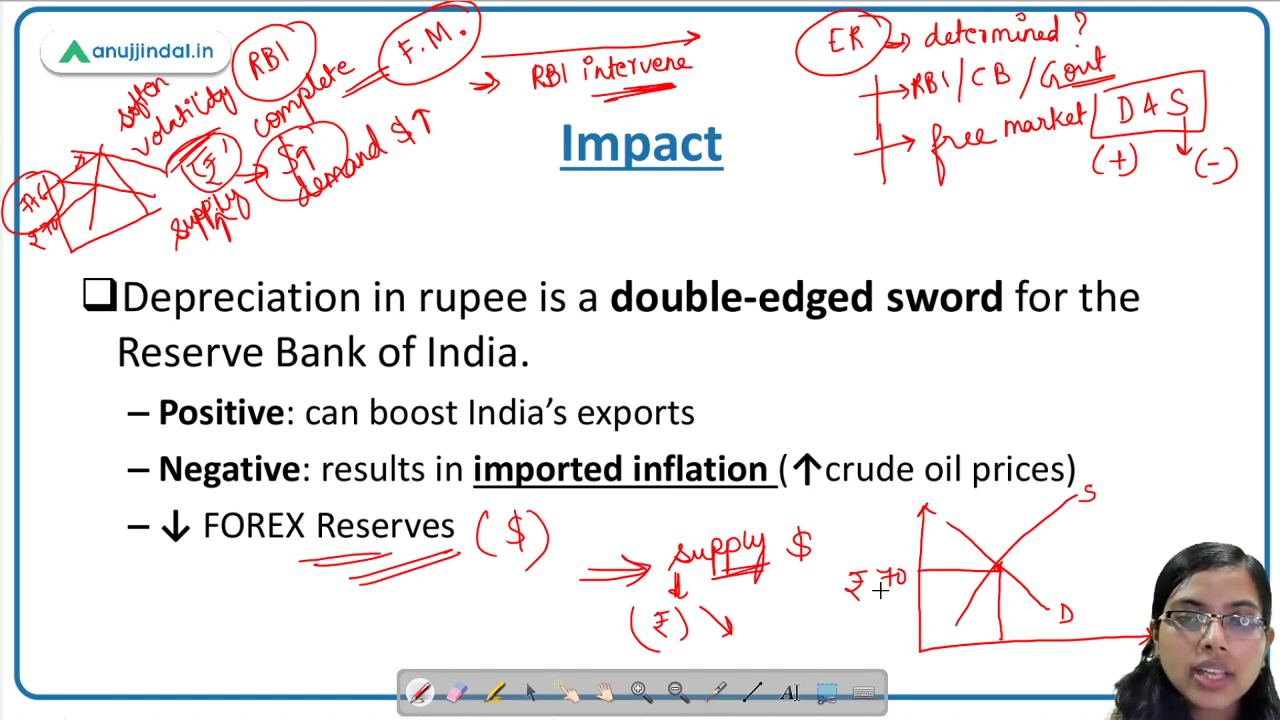 anujjindal.in
RBI
F.M.
soften
volatility
complete
RBI intervene
ER → determined?
→ RBI / CB / Govt
→ free market / D & S
(+) (-)
(₹) → $↑
supply ↑
demand $ ↑
₹70
Impact
Depreciation in rupee is a double-edged sword for the
Reserve Bank of India.
– Positive: can boost India’s exports
– Negative: results in imported inflation (↑crude oil prices)
– ↓ FOREX Reserves ($)
→ supply $
↓
(₹) ↘
S
₹ 70
D